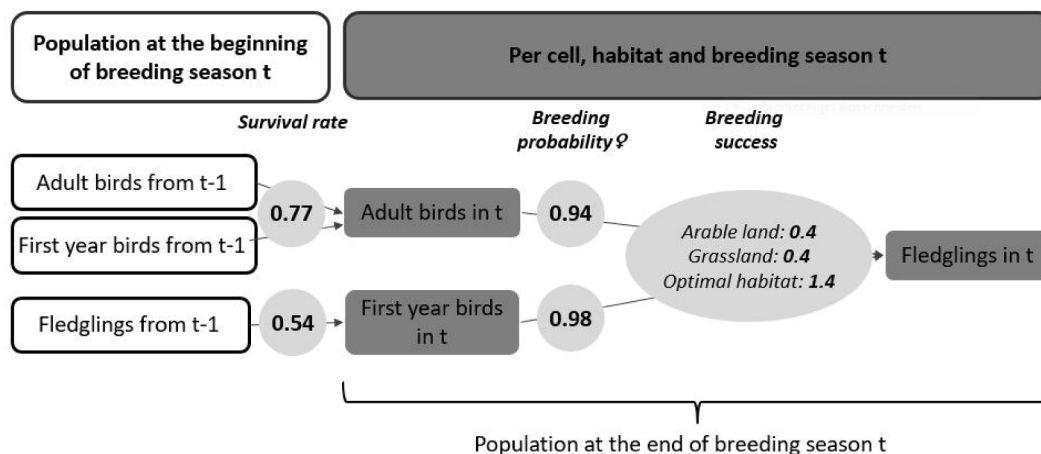 Population at the beginning
of breeding season t
Per cell, habitat and breeding season t
Survival rate
Breeding
probability♀
Breeding
success
Adult birds from t-1
First year birds from t-1
0.77
Adult birds in t
0.94
Arable land: 0.4
Grassland: 0.4
Optimal habitat: 1.4
Fledglings in t
Fledglings from t-1
0.54
First year birds
in t
0.98
Population at the end of breeding season t